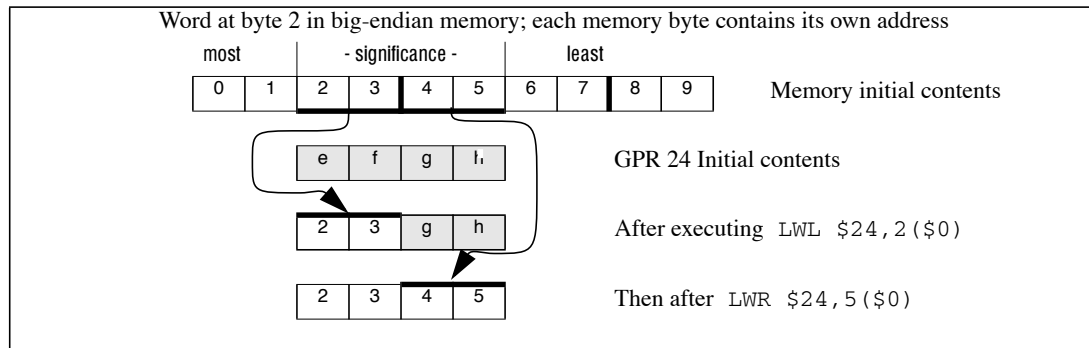 Word at byte 2 in big-endian memory; each memory byte contains its own address
most - significance - least
0 1 2 3 4 5 6 7 8 9 Memory initial contents
e f g h GPR 24 Initial contents
2 3 g h After executing LWL $24,2($0)
2 3 4 5 Then after LWR $24,5($0)